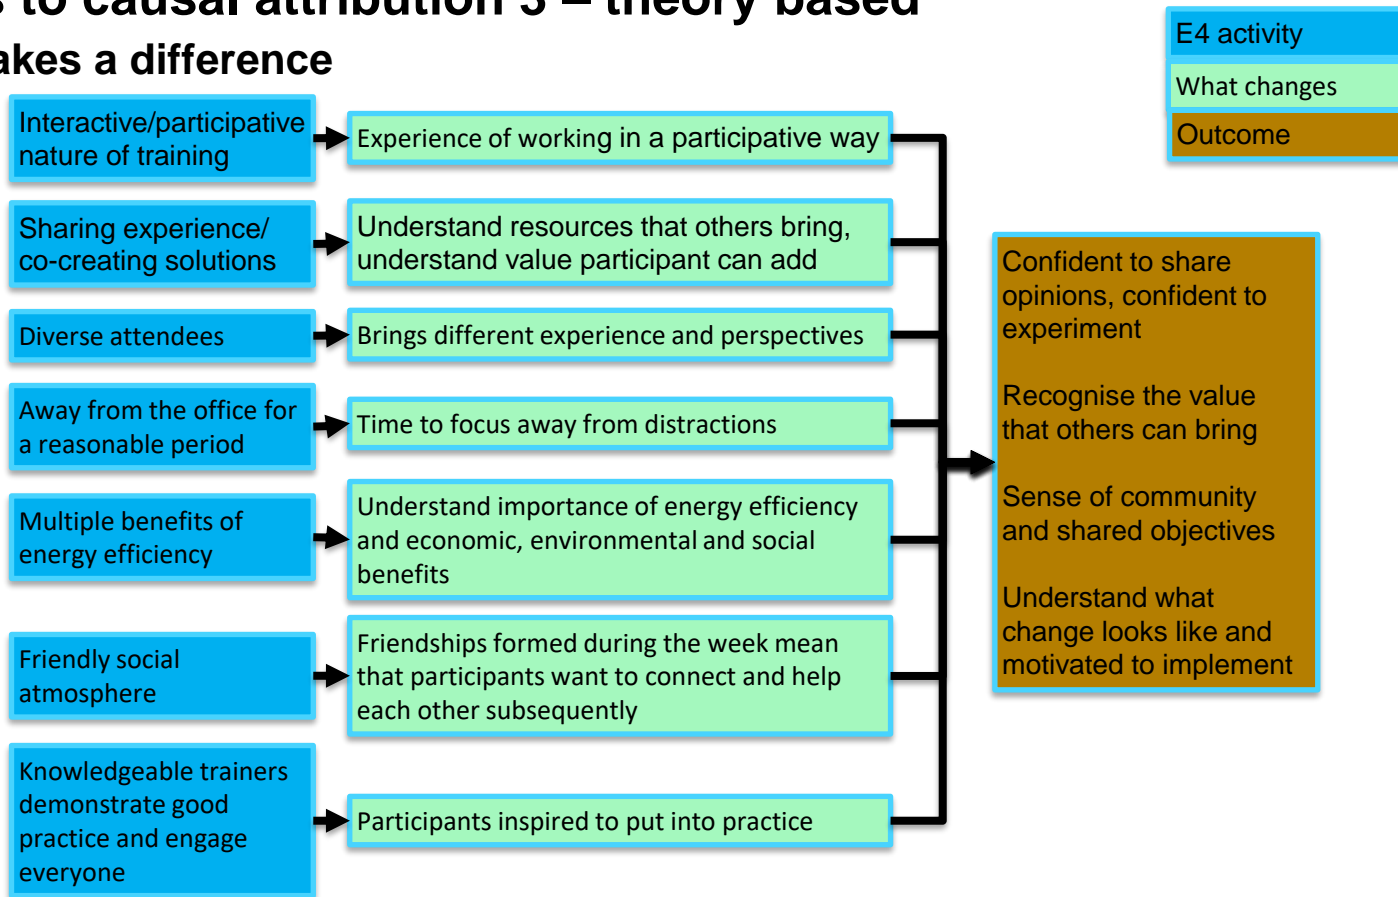 to causal attribution 3 – theory based
a difference
E4 activity
What changes
Outcome
Interactive/participative
nature of training
Experience of working in a participative way
Sharing experience/
co-creating solutions
Understand resources that others bring,
understand value participant can add
Diverse attendees
Brings different experience and perspectives
Away from the office for
a reasonable period
Time to focus away from distractions
Multiple benefits of
energy efficiency
Understand importance of energy efficiency
and economic, environmental and social
benefits
Friendly social
atmosphere
Friendships formed during the week mean
that participants want to connect and help
each other subsequently
Knowledgeable trainers
demonstrate good
practice and engage
everyone
Participants inspired to put into practice
Confident to share
opinions, confident to
experiment
Recognise the value
that others can bring
Sense of community
and shared objectives
Understand what
change looks like and
motivated to implement